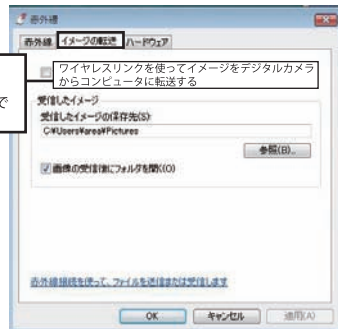 赤外線
赤外線 イメージの転送 ハードウェア
ワイヤレスリンクを使ってイメージをデジタルカメラ
からコンピュータに転送する
で
受信したイメージ
受信したイメージの保存先(S):
C:¥Users¥area¥Pictures
参照(B)...
画像の受信後にフォルダを開く(O)
赤外線接続を使って、ファイルを送信または受信します
OK キャンセル 適用(A)